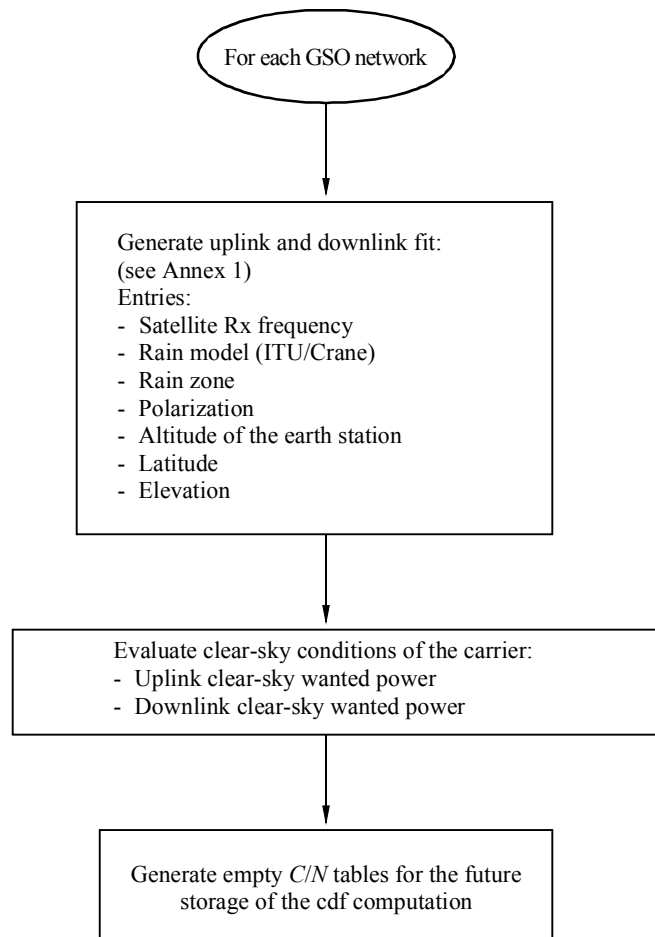 For each GSO network
Generate uplink and downlink fit:
(see Annex 1)
Entries:
- Satellite Rx frequency
- Rain model (ITU/Crane)
- Rain zone
- Polarization
- Altitude of the earth station
- Latitude
- Elevation
Evaluate clear-sky conditions of the carrier:
- Uplink clear-sky wanted power
- Downlink clear-sky wanted power
Generate empty C/N tables for the future
storage of the cdf computation